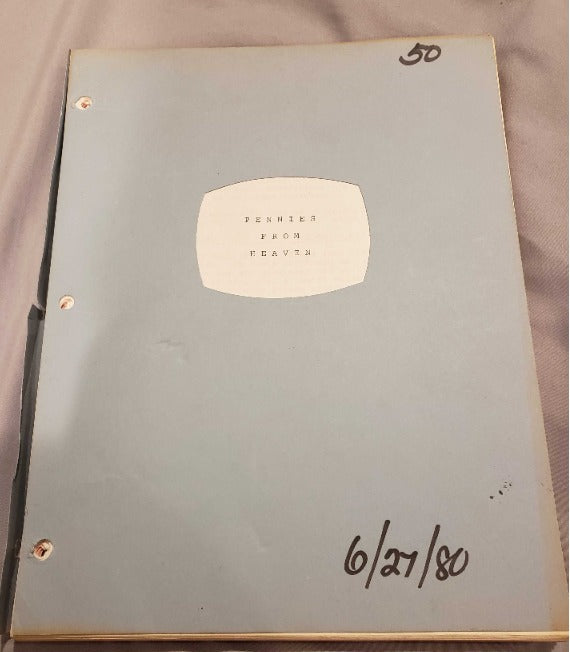 50
PENNIES
FROM
HEAVEN
6/27/80